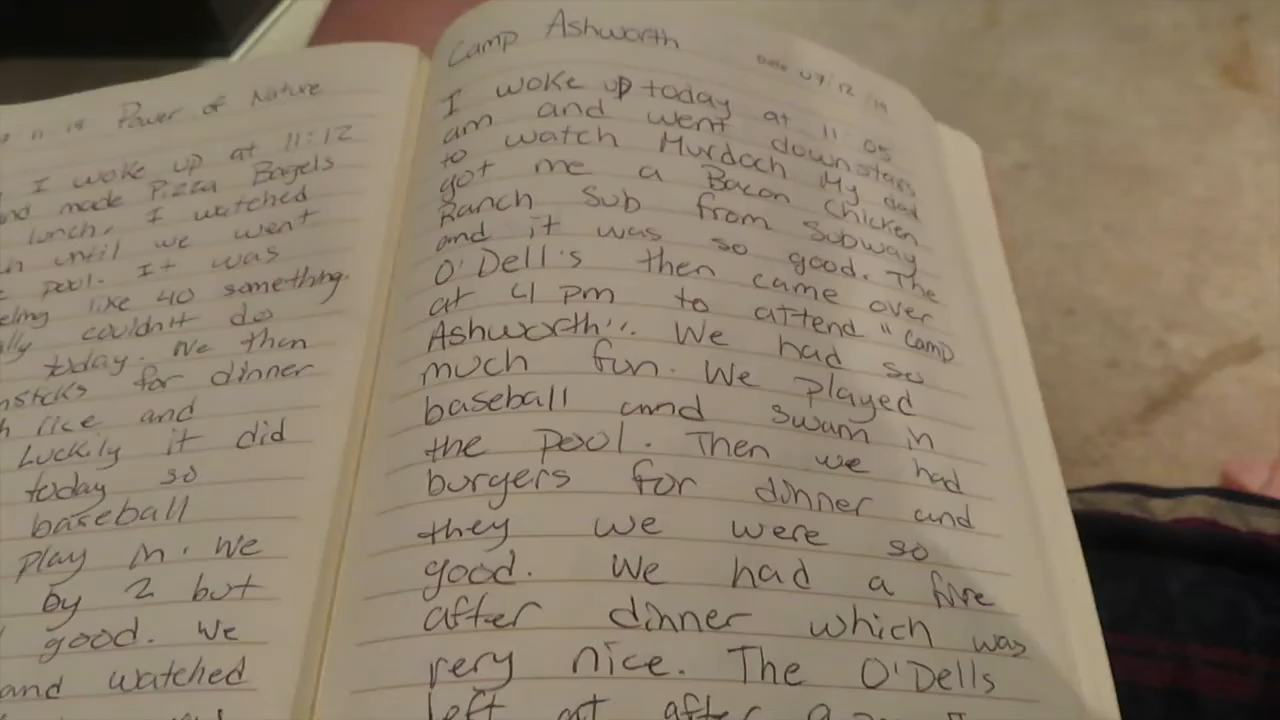 Power of Nature
I woke up at 11:12
and made Pizza Bagels
lunch. I watched
until we went
pool. It was
like 40 something.
couldn't do
today. We then
for dinner
rice and
Luckily it did
today so
baseball
play in. We
by 2 but
good. We
and watched
Camp Ashworth
Date 07/12/19
I woke up today at 11:05
am and went downstairs
to watch Murdoch My dad
got me a Bacon Chicken
Ranch Sub from Subway
and it was so good. The
O'Dell's then came over
at 4 pm to attend "Camp
Ashworth". We had so
much fun. We played
baseball and swam in
the pool. Then we had
burgers for dinner and
they we were so
good. We had a fire
after dinner which was
very nice. The O'Dells
left at after